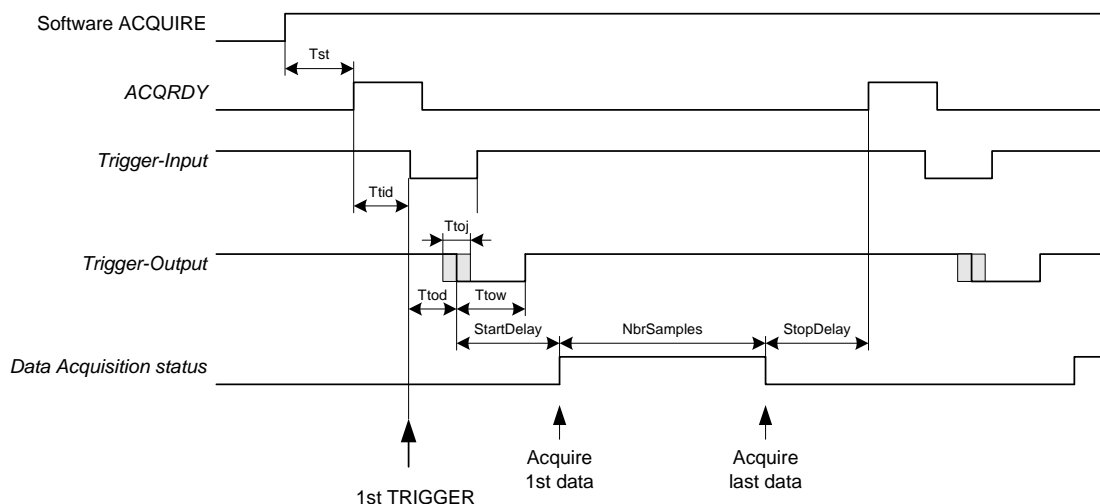 Software ACQUIRE
Tst
ACQRDY
Trigger-Input
Ttid
Ttoj
Trigger-Output
Ttod
Ttow
StartDelay
NbrSamples
StopDelay
Data Acquisition status
Acquire
1st data
Acquire
last data
1st TRIGGER